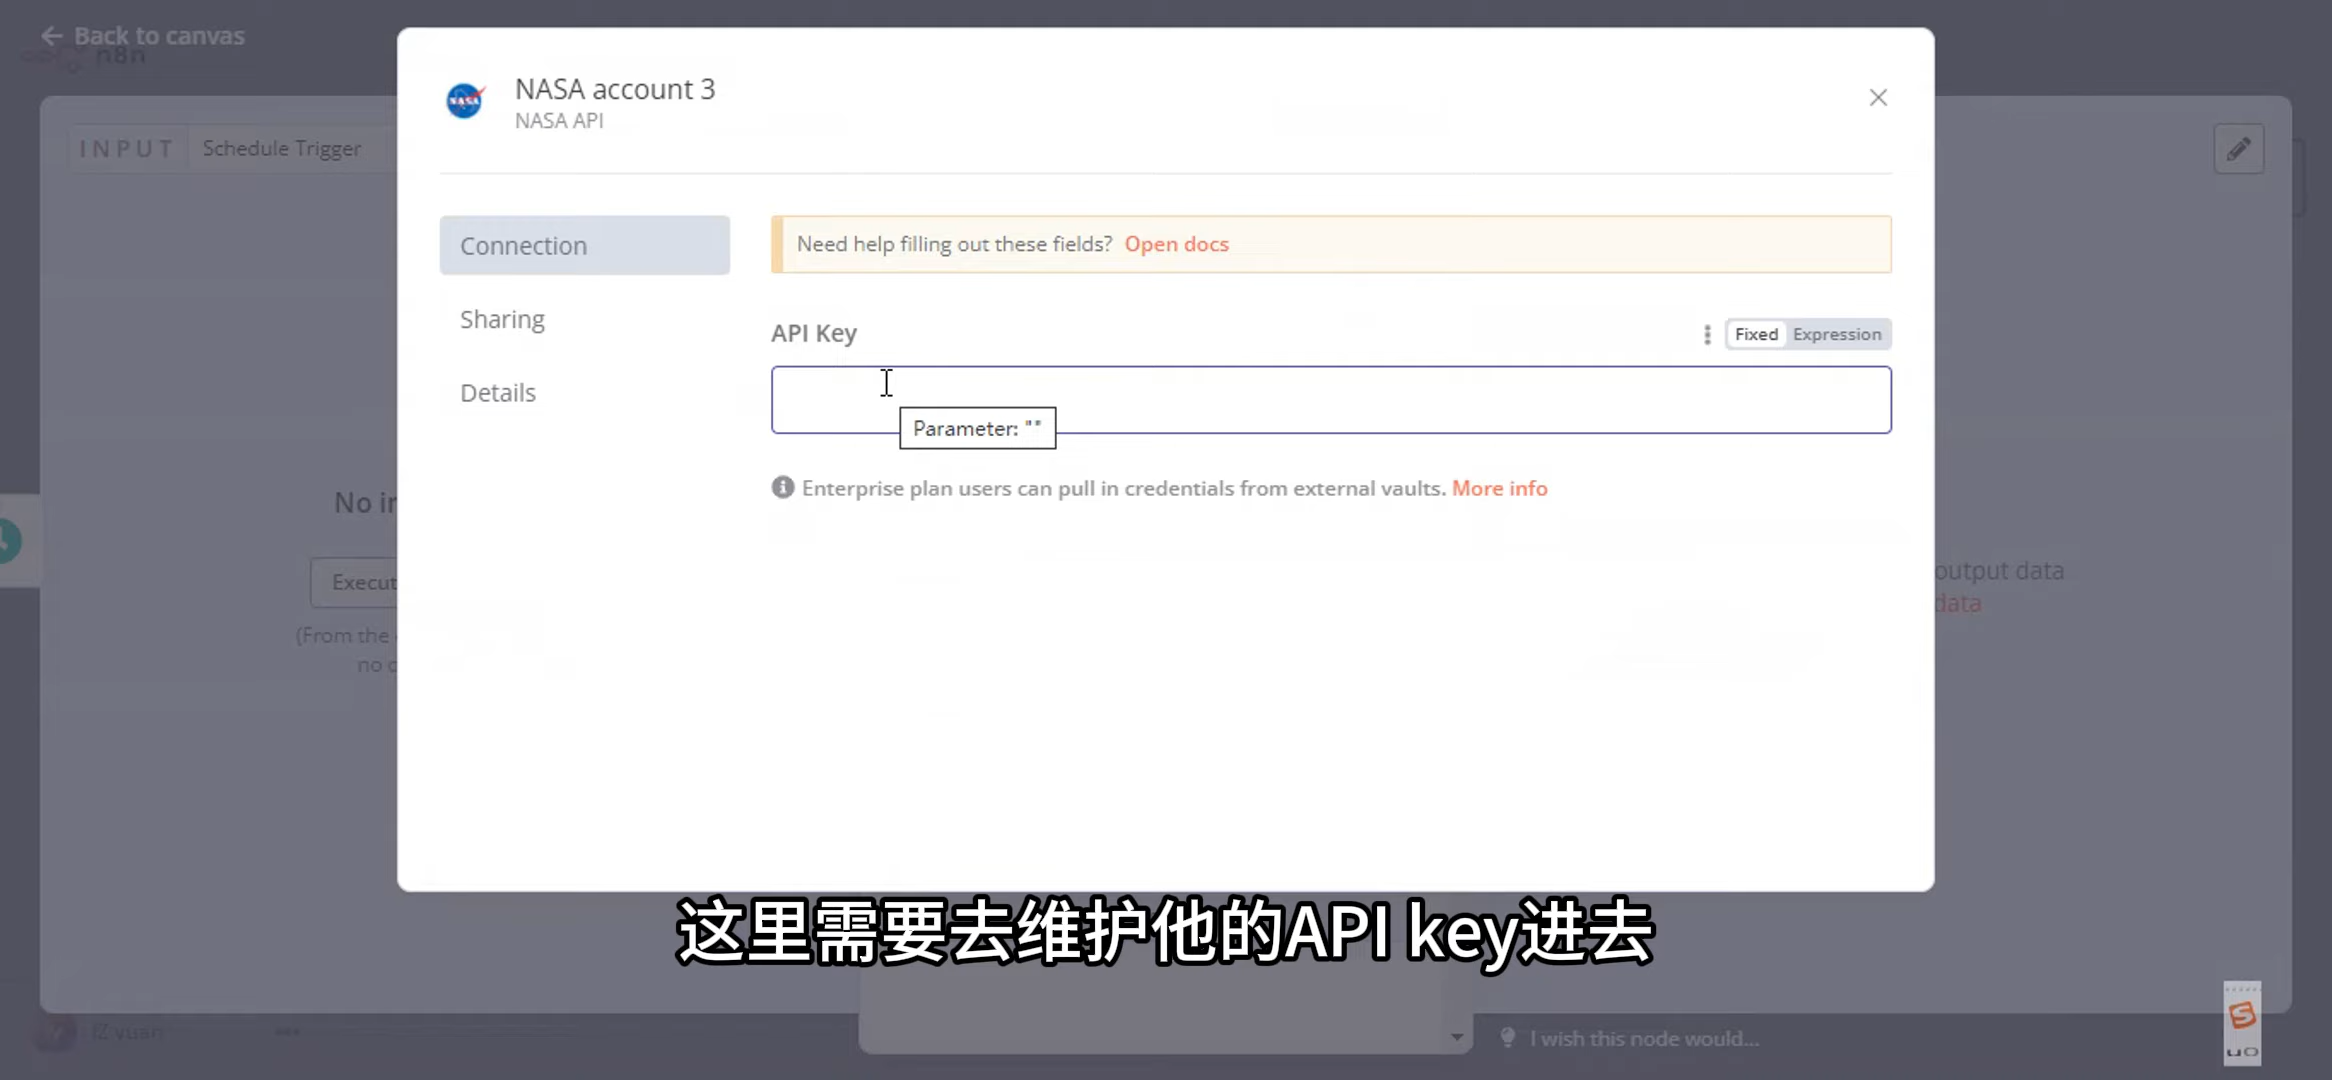 Back to canvas
n8n
NASA account 3
NASA API
NASA
INPUT Schedule Trigger
Connection
Need help filling out these fields? Open docs
Sharing
API Key
Fixed Expression
Details
Parameter: ""
Enterprise plan users can pull in credentials from external vaults. More info
No in
Execut
(From the
no
output data
data
这里需要去维护他的API key进去
I wish this node would...